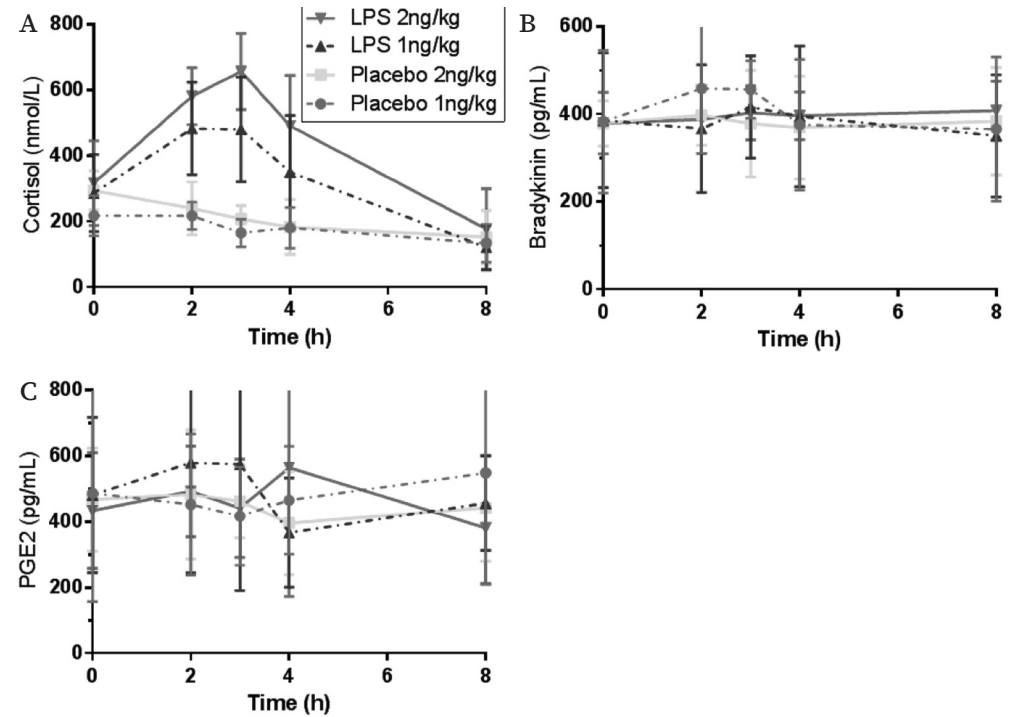 A
Cortisol (nmol/L)
800
600
400
200
0
0 2 4 6 8
Time (h)
LPS 2ng/kg
LPS 1ng/kg
Placebo 2ng/kg
Placebo 1ng/kg
B
Bradykinin (pg/mL)
600
400
200
0
0 2 4 6 8
Time (h)
C
PGE2 (pg/mL)
800
600
400
200
0
0 2 4 6 8
Time (h)